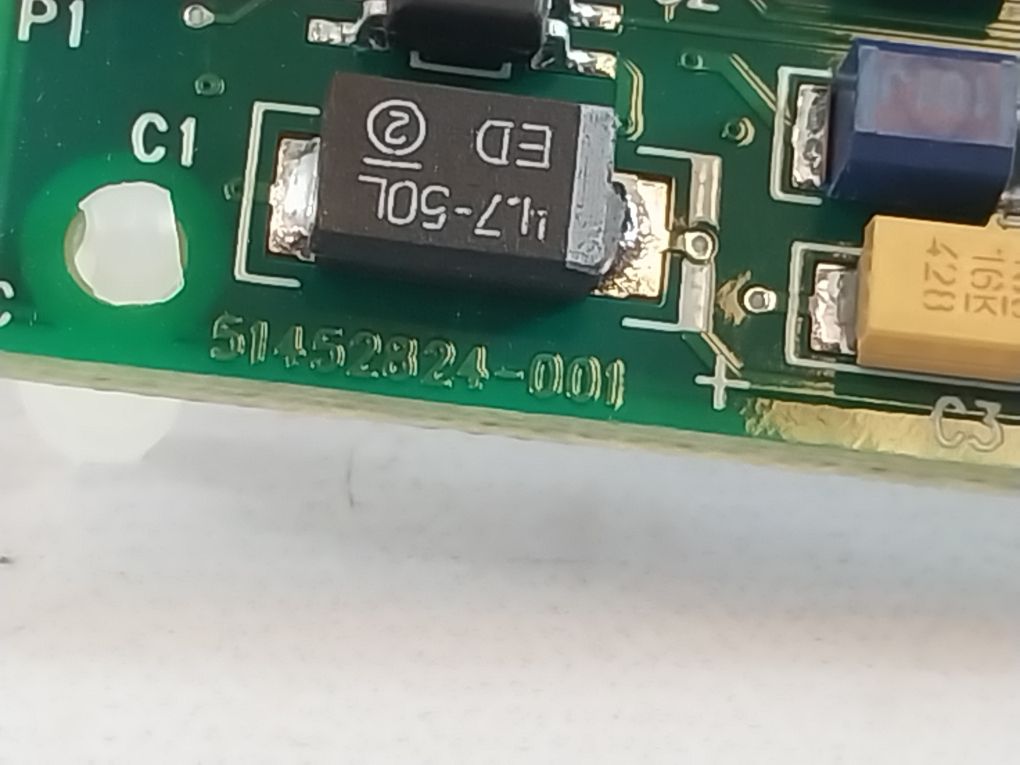 P1
C1
4.7-50L
② ED
51452824-001
+
16K
428
C3